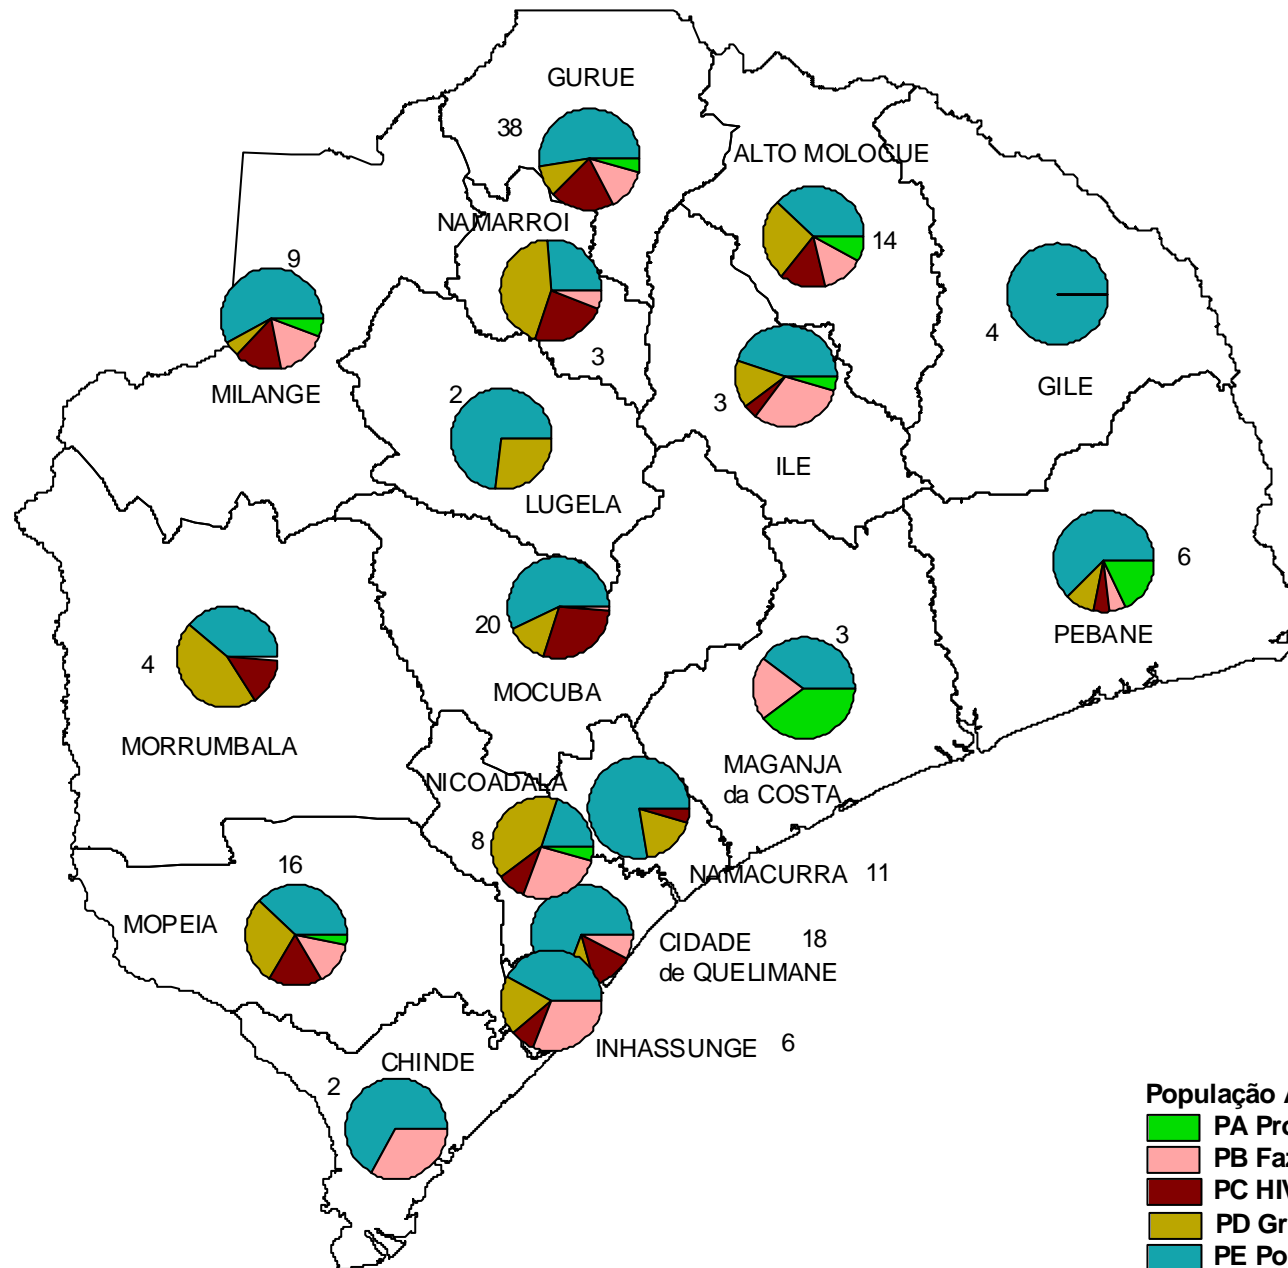 GURUE
38
ALTO MOLOCUE
14
NAMARROI
3
9
MILANGE
4
GILE
3
ILE
2
LUGELA
6
PEBANE
20
MOCUBA
4
MORRUMBALA
3
MAGANJA
da COSTA
NICOADALA
8
NAMACURRA 11
16
MOPEIA
CIDADE 18
de QUELIMANE
INHASSUNGE 6
CHINDE
2
População
PA
PB
PC HIV
PD
PE